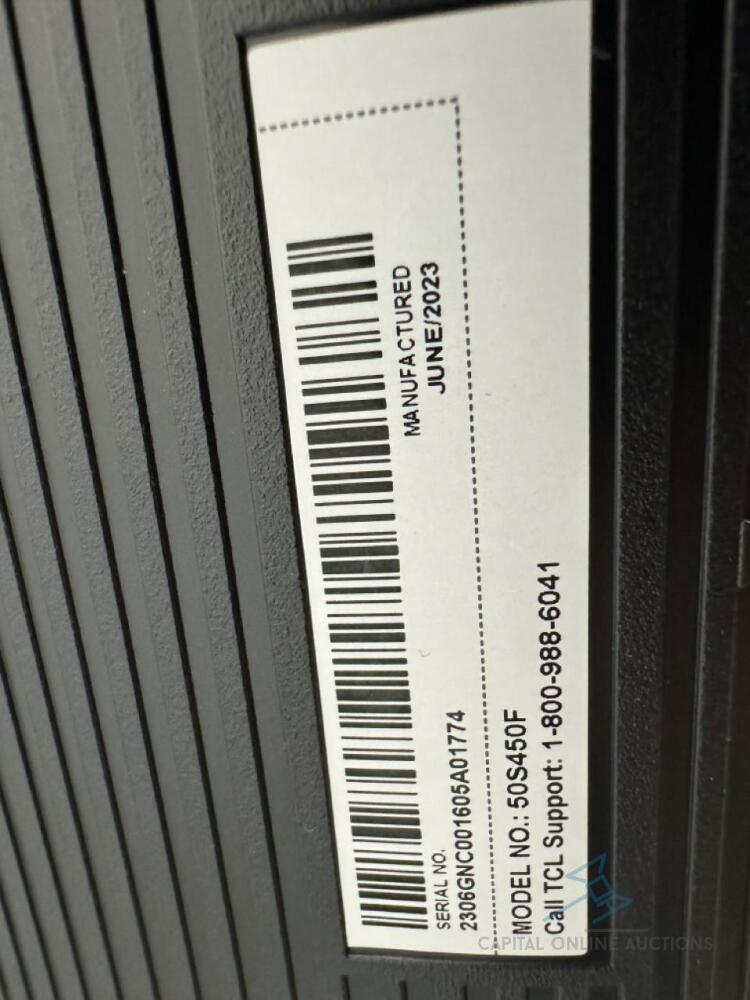 MANUFACTURED
JUNE/2023
SERIAL NO.
2306GNC001605A01774
MODEL NO.: 50S450F
Call TCL Support: 1-800-988-6041
CAPITAL ONLINE AUCTIONS